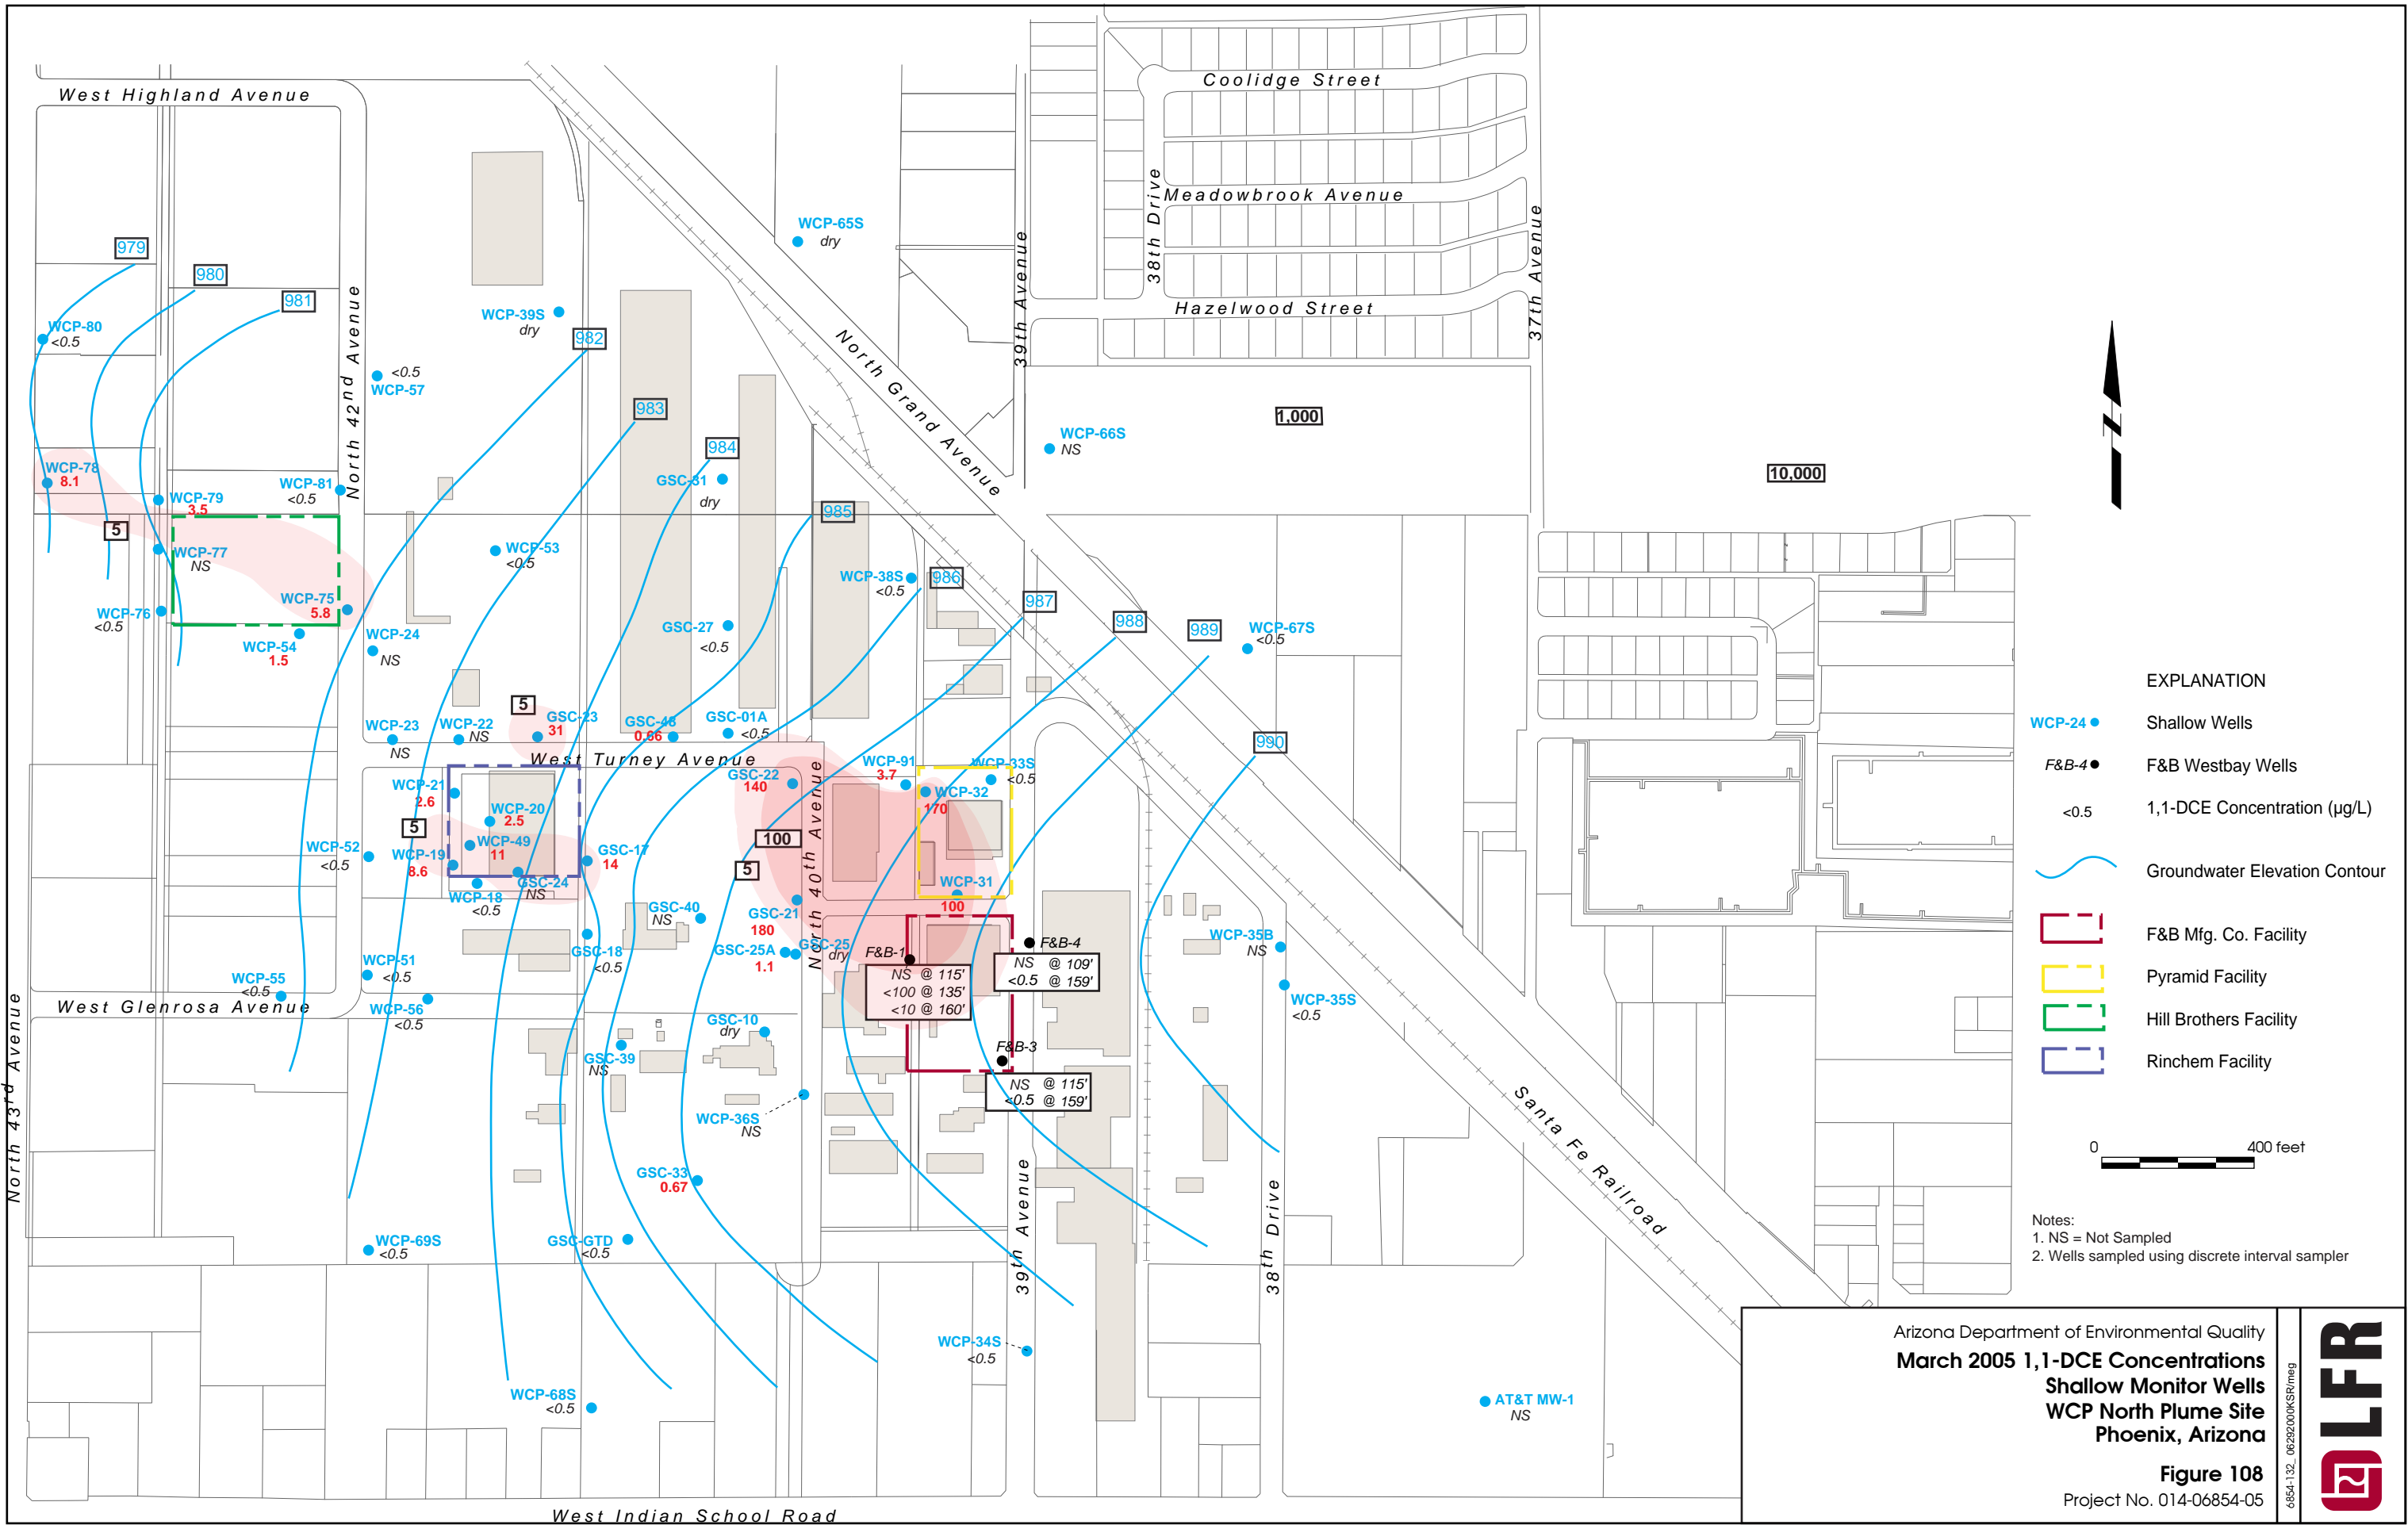 West Highland Avenue
Coolidge Street
Meadowbrook Avenue
Hazelwood Street
38th Drive
37th Avenue
39th Avenue
North 42nd Avenue
North Grand Avenue
979
980
981
982
983
984
985
986
987
988
989
990
1,000
10,000
WCP-65S
dry
WCP-39S
dry
WCP-80
<0.5
<0.5
WCP-57
WCP-66S
NS
WCP-78
8.1
WCP-79
3.5
WCP-81
<0.5
GSC-31
dry
5
WCP-77
NS
WCP-53
<0.5
WCP-38S
<0.5
WCP-76
<0.5
WCP-75
5.8
WCP-54
1.5
WCP-24
NS
GSC-27
<0.5
WCP-67S
<0.5
5
WCP-23
NS
WCP-22
NS
GSC-23
31
GSC-48
0.66
GSC-01A
<0.5
West Turney Avenue
WCP-21
2.6
WCP-20
2.5
GSC-22
140
WCP-91
3.7
WCP-33S
<0.5
WCP-32
170
5
100
5
WCP-52
<0.5
WCP-19
8.6
WCP-49
11
GSC-17
14
GSC-24
NS
WCP-18
<0.5
North 40th Avenue
WCP-31
100
GSC-40
NS
GSC-21
180
GSC-25A
1.1
GSC-25
dry
GSC-18
<0.5
F&B-1
NS @ 115'
<100 @ 135'
<10 @ 160'
F&B-4
NS @ 109'
<0.5 @ 159'
F&B-3
NS @ 115'
<0.5 @ 159'
WCP-35B
NS
WCP-35S
<0.5
WCP-55
<0.5
WCP-51
<0.5
WCP-56
<0.5
West Glenrosa Avenue
North 43rd Avenue
GSC-10
dry
GSC-39
NS
WCP-36S
NS
GSC-33
0.67
GSC-GTD
<0.5
WCP-69S
<0.5
WCP-68S
<0.5
WCP-34S
<0.5
39th Avenue
38th Drive
Santa Fe Railroad
AT&T MW-1
NS
West Indian School Road
EXPLANATION
WCP-24 Shallow Wells
F&B-4 F&B Westbay Wells
<0.5 1,1-DCE Concentration (µg/L)
Groundwater Elevation Contour
F&B Mfg. Co. Facility
Pyramid Facility
Hill Brothers Facility
Rinchem Facility
0 400 feet
Notes:
1. NS = Not Sampled
2. Wells sampled using discrete interval sampler
Arizona Department of Environmental Quality
March 2005 1,1-DCE Concentrations
Shallow Monitor Wells
WCP North Plume Site
Phoenix, Arizona
Figure 108
Project No. 014-06854-05
6854-132_ 06292000KSR/meg
LFR